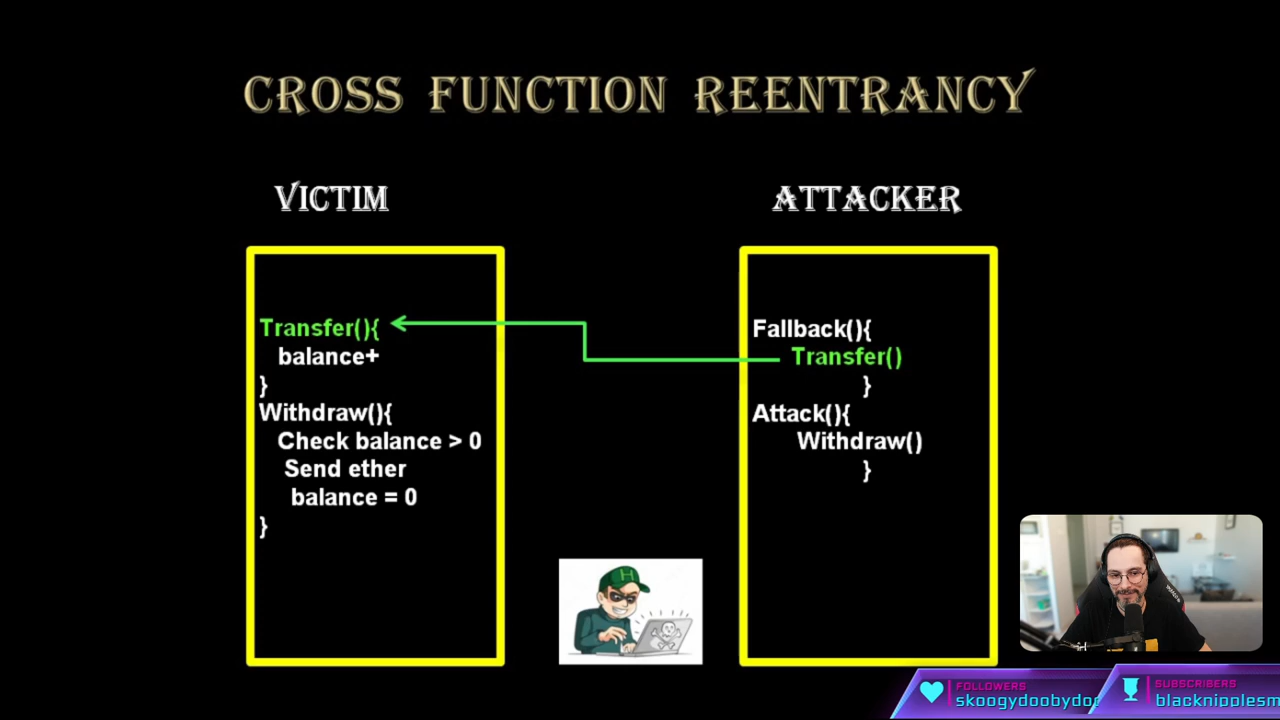 CROSS FUNCTION REENTRANCY
VICTIM
Transfer(){
balance+
}
Withdraw(){
Check balance > 0
Send ether
balance = 0
}
ATTACKER
Fallback(){
Transfer()
}
Attack(){
Withdraw()
}
H
FOLLOWERS
skoogydoobydoo
SUBSCRIBERS
blacknipplesm